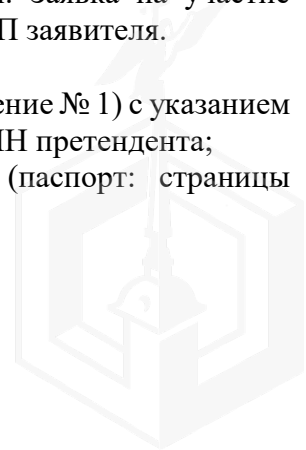 Заявка на участие
П заявителя.
ение № 1) с указанием
Н претендента;
(паспорт: страницы